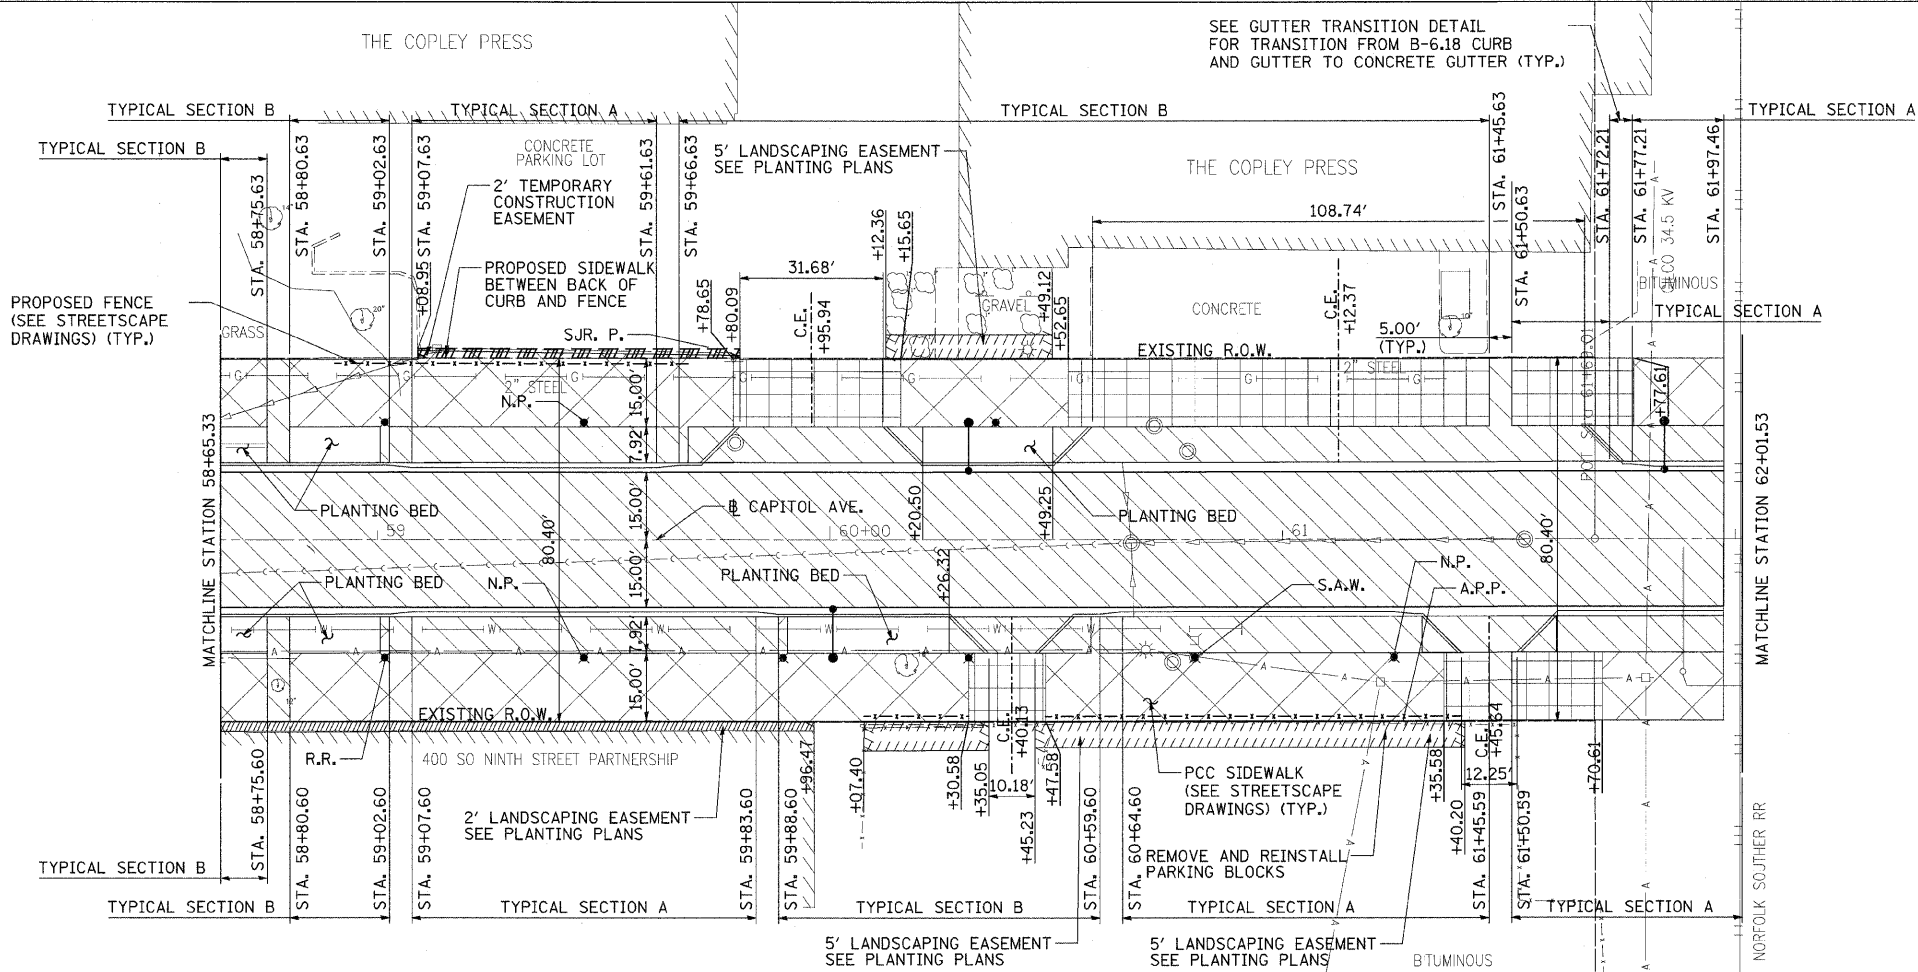 THE COPLEY PRESS
SEE GUTTER TRANSITION DETAIL
FOR TRANSITION FROM B-6.18 CURB
AND GUTTER TO CONCRETE GUTTER (TYP.)
TYPICAL SECTION B
TYPICAL SECTION A
TYPICAL SECTION B
TYPICAL SECTION A
TYPICAL SECTION B
STA. 58+75.63
STA. 58+80.63
STA. 59+02.63
STA. 59+07.63
STA. 59+61.63
STA. 59+66.63
STA. 61+45.63
STA. 61+50.63
STA. 61+72.21
STA. 61+77.21
STA. 61+97.46
CONCRETE
PARKING LOT
2' TEMPORARY
CONSTRUCTION
EASEMENT
5' LANDSCAPING EASEMENT
SEE PLANTING PLANS
THE COPLEY PRESS
108.74'
14"
20"
+08.95
PROPOSED SIDEWALK
BETWEEN BACK OF
CURB AND FENCE
+78.65
+80.09
31.68'
C.E.
+95.94
+12.36
+15.65
GRAVEL
+49.12
+52.65
CONCRETE
C.E.
+12.37
5.00'
(TYP.)
34.5 KV
BITUMINOUS
TYPICAL SECTION A
PROPOSED FENCE
(SEE STREETSCAPE
DRAWINGS) (TYP.)
GRASS
SJR. P.
EXISTING R.O.W.
G
G
G
G
G
G
G
G
2" STEEL
2" STEEL
N.P.
15.00'
7.92'
+77.61
MATCHLINE STATION 58+65.33
MATCHLINE STATION 62+01.53
PLANTING BED
59
80.40'
15.00'
15.00'
CAPITOL AVE.
60+00
+20.50
+49.25
PLANTING BED
61
80.40'
PLANTING BED
N.P.
PLANTING BED
+26.32
S.A.W.
N.P.
A.P.P.
W
W
W
W
W
W
W
7.92'
15.00'
A
A
A
A
A
A
A
12"
EXISTING R.O.W.
R.R.
400 SO NINTH STREET PARTNERSHIP
+96.47
+07.40
+30.58
+35.05
C.E.
+40.13
10.18'
+45.23
+47.58
PCC SIDEWALK
(SEE STREETSCAPE
DRAWINGS) (TYP.)
+35.58
+40.20
C.E.
+45.64
12.25'
+70.61
STA. 58+75.60
STA. 58+80.60
STA. 59+02.60
STA. 59+07.60
2' LANDSCAPING EASEMENT
SEE PLANTING PLANS
STA. 59+83.60
STA. 59+88.60
STA. 60+59.60
STA. 60+64.60
REMOVE AND REINSTALL
PARKING BLOCKS
STA. 61+45.59
STA. 61+50.59
TYPICAL SECTION B
TYPICAL SECTION B
TYPICAL SECTION A
TYPICAL SECTION B
TYPICAL SECTION A
TYPICAL SECTION A
5' LANDSCAPING EASEMENT
SEE PLANTING PLANS
5' LANDSCAPING EASEMENT
SEE PLANTING PLANS
BITUMINOUS
NORFOLK SOUTHER RR